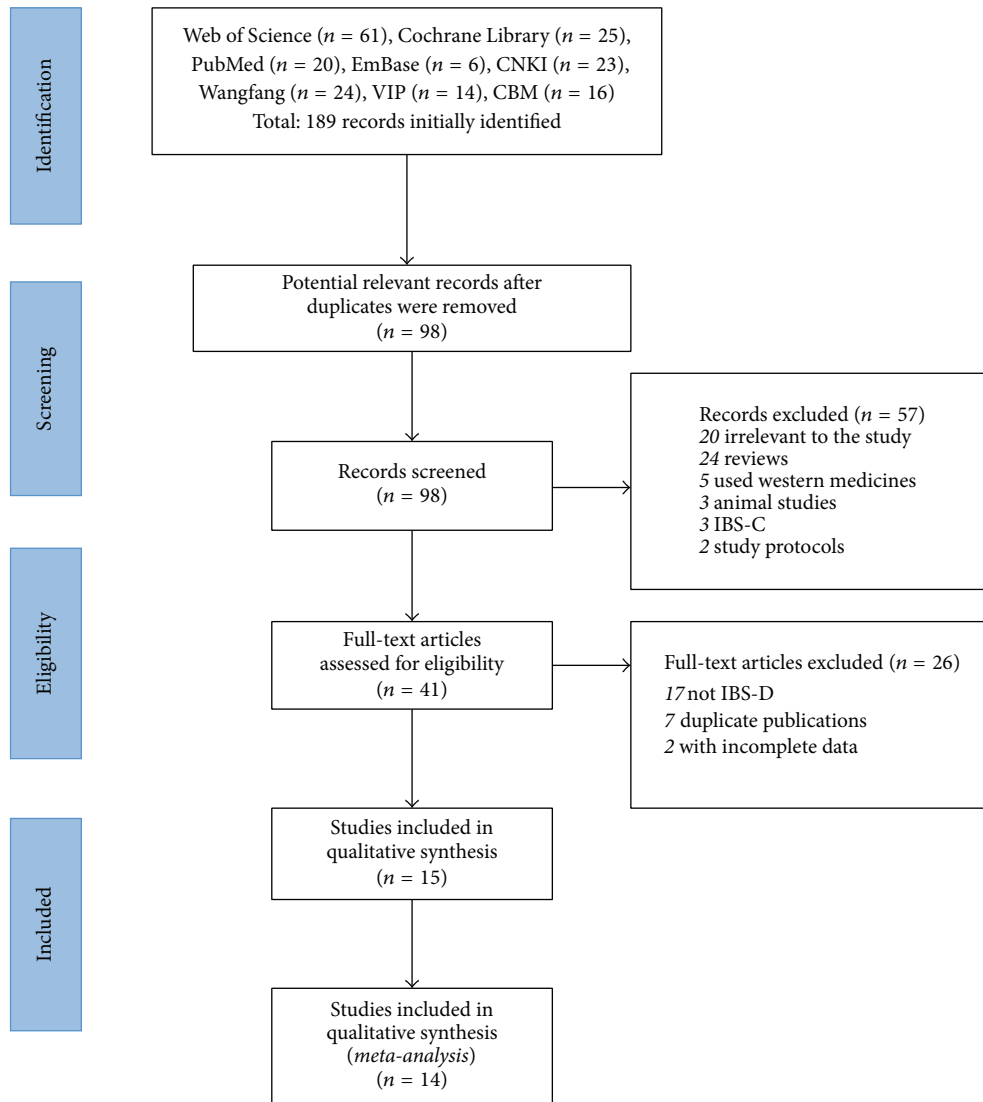 Identification
Web of Science (n = 61), Cochrane Library (n = 25),
PubMed (n = 20), EmBase (n = 6), CNKI (n = 23),
Wangfang (n = 24), VIP (n = 14), CBM (n = 16)
Total: 189 records initially identified
Screening
Potential relevant records after
duplicates were removed
(n = 98)
Records screened
(n = 98)
Records excluded (n = 57)
20 irrelevant to the study
24 reviews
5 used western medicines
3 animal studies
3 IBS-C
2 study protocols
Eligibility
Full-text articles
assessed for eligibility
(n = 41)
Full-text articles excluded (n = 26)
17 not IBS-D
7 duplicate publications
2 with incomplete data
Included
Studies included in
qualitative synthesis
(n = 15)
Studies included in
qualitative synthesis
(meta-analysis)
(n = 14)